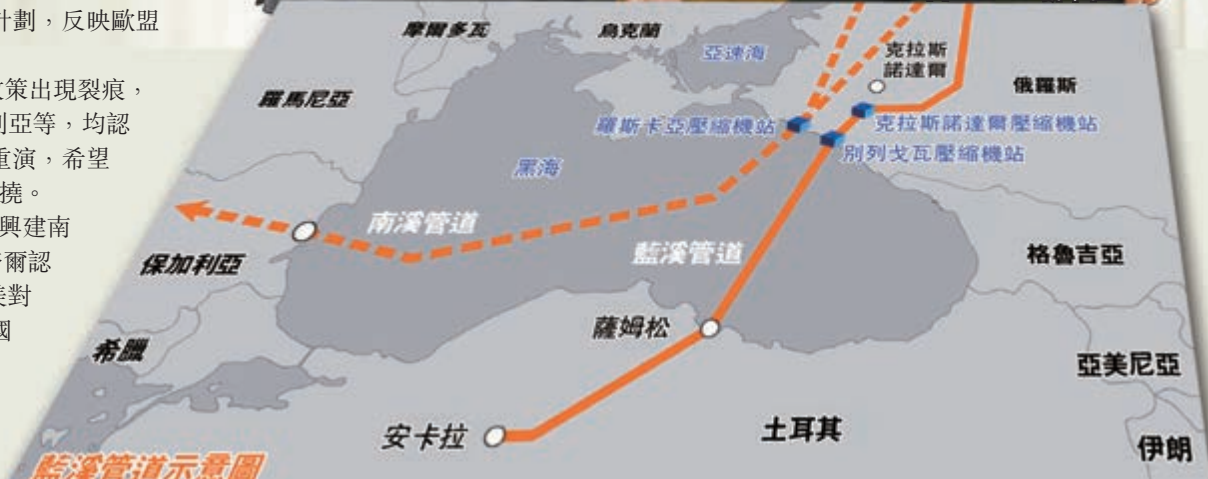 計劃，反映歐盟
政策出現裂痕，
利亞等，均認
重演，希望
撓。
興建南
爾認
美對
國
摩爾多瓦
烏克蘭
亞速海
克拉斯
諾達爾
俄羅斯
羅馬尼亞
羅斯卡亞壓縮機站
克拉斯諾達爾壓縮機站
別列戈瓦壓縮機站
黑海
南溪管道
藍溪管道
保加利亞
格魯吉亞
希臘
薩姆松
亞美尼亞
安卡拉
土耳其
伊朗
藍溪管道示意圖